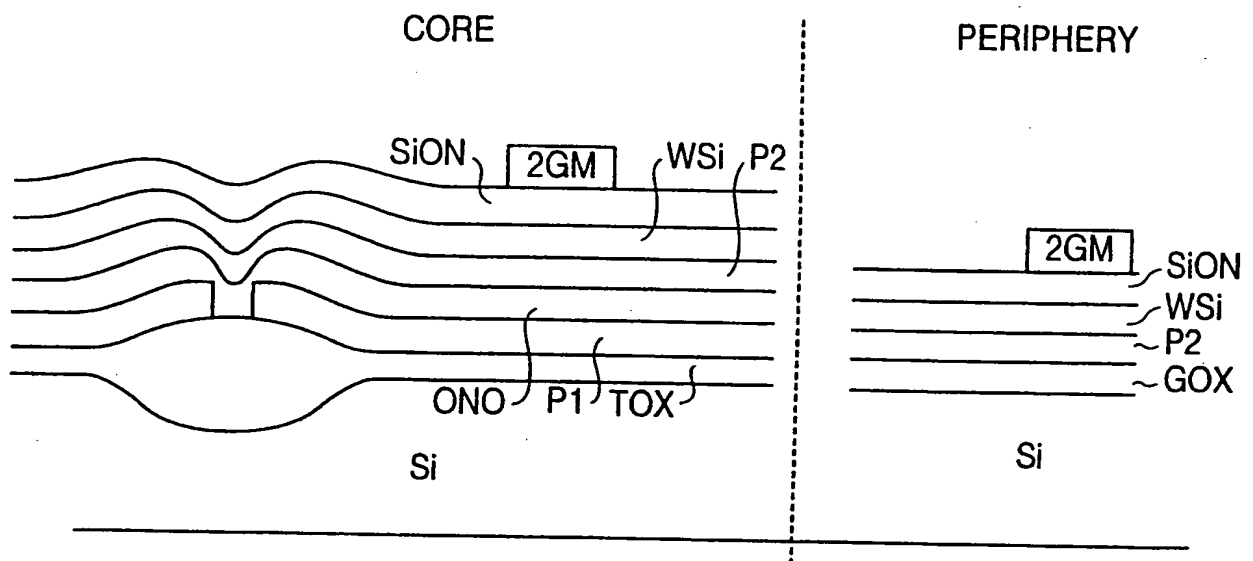 CORE
PERIPHERY
SiON
2GM
WSi
P2
2GM
SiON
WSi
P2
GOX
ONO
P1
TOX
Si
Si